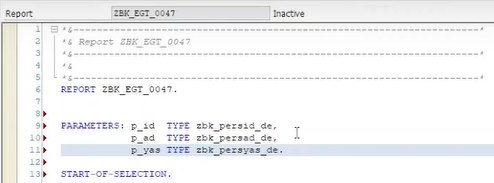 Report ZBK_EGT_0047 Inactive
1 *&---------------------------------------------------------------------*
2 *& Report ZBK_EGT_0047
3 *&---------------------------------------------------------------------*
4 *&
5 *&---------------------------------------------------------------------*
6 REPORT ZBK_EGT_0047.
7
8
9 PARAMETERS: p_id TYPE zbk_persid_de,
10 p_ad TYPE zbk_persad_de,
11 p_yas TYPE zbk_persyas_de.
12
13 START-OF-SELECTION.